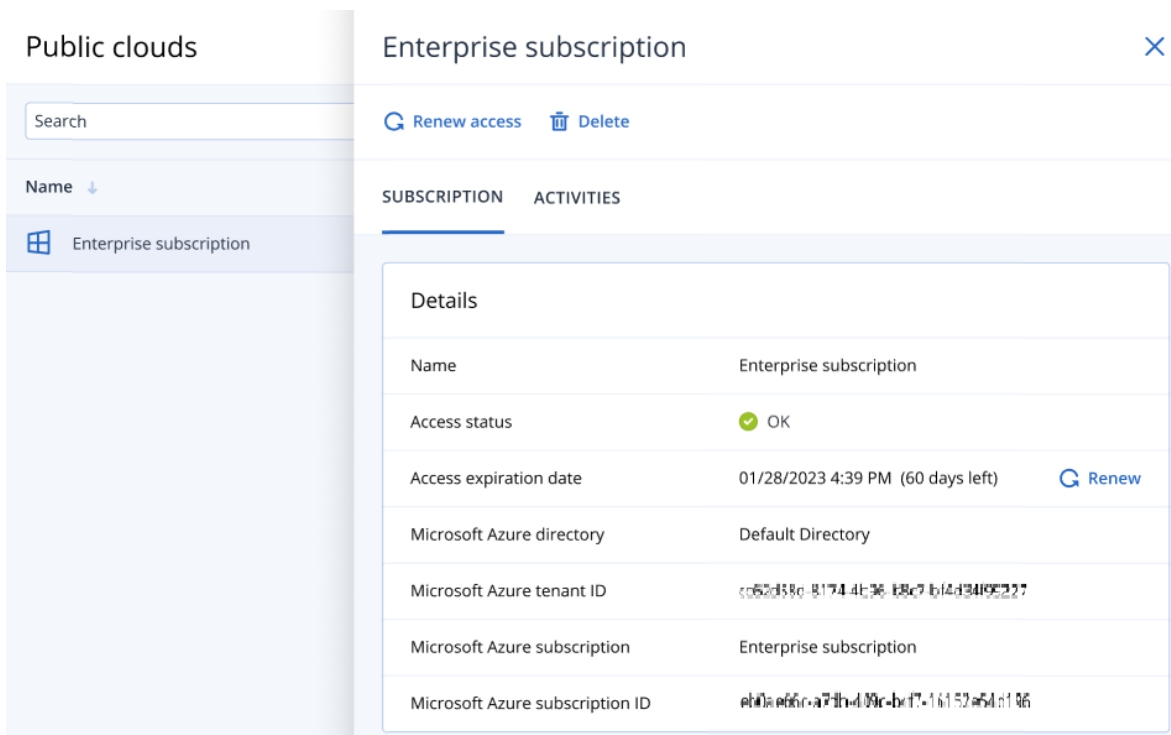 Public clouds
Search
Name
Enterprise subscription
Enterprise subscription
Renew access Delete
SUBSCRIPTION ACTIVITIES
Details
Name Enterprise subscription
Access status OK
Access expiration date 01/28/2023 4:39 PM (60 days left) Renew
Microsoft Azure directory Default Directory
Microsoft Azure tenant ID
Microsoft Azure subscription Enterprise subscription
Microsoft Azure subscription ID